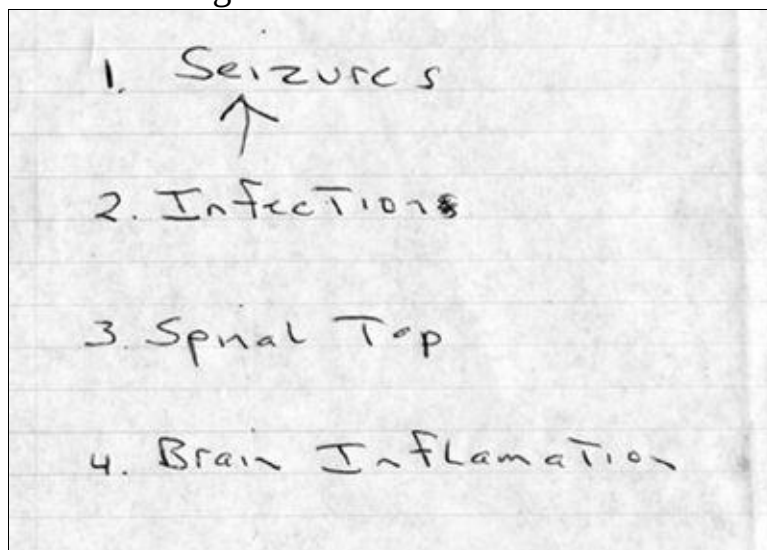 1. Seizures
2. Infections
3. Spinal Tap
4. Brain Inflamation